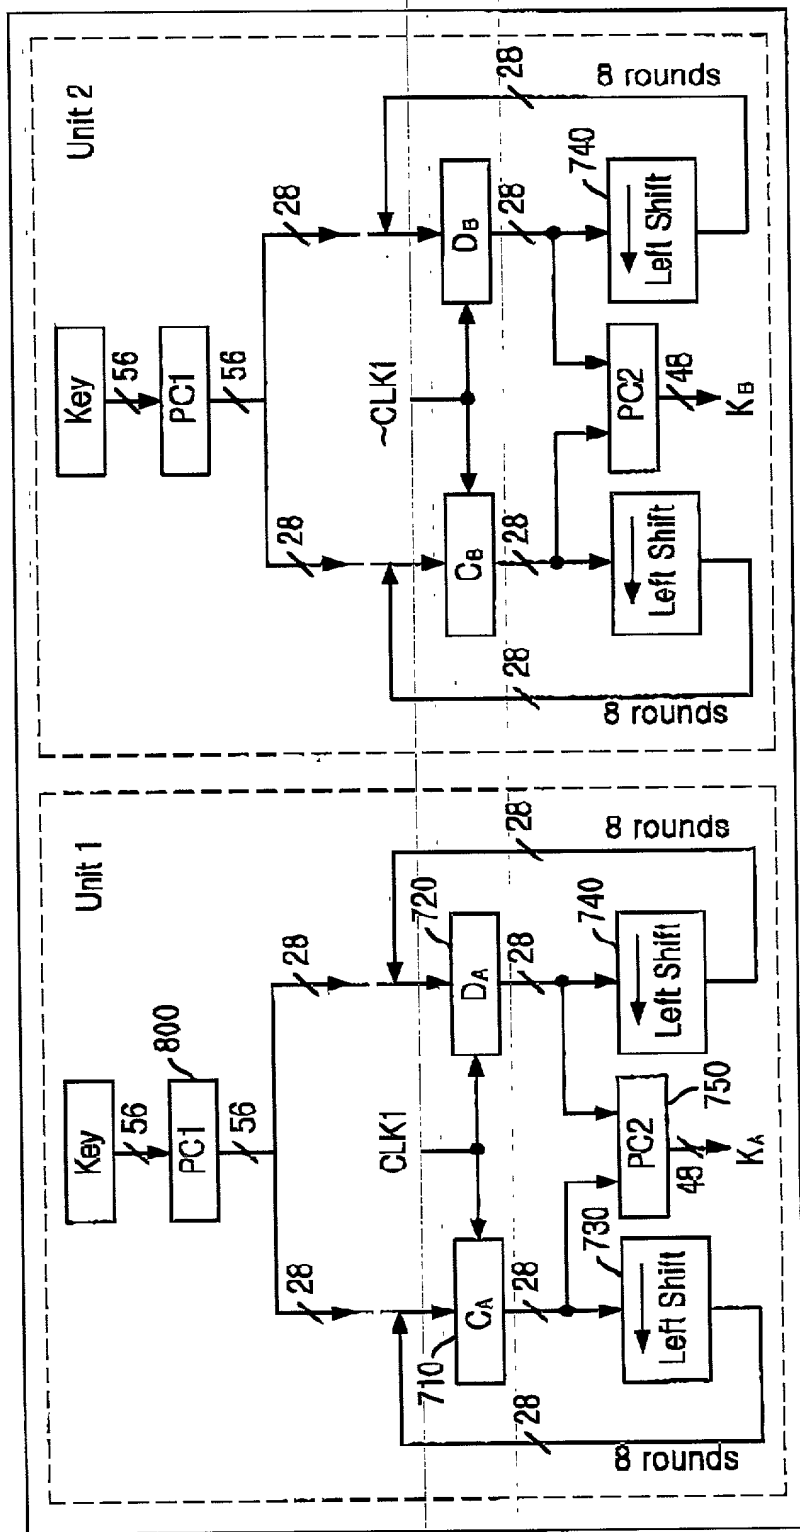 Unit 1
Key
56
800
PC1
56
28
28
CLK1
710
CA
720
DA
28
28
28
28
730
Left Shift
PC2
750
740
Left Shift
48
KA
8 rounds
8 rounds
Unit 2
Key
56
PC1
56
28
28
~CLK1
CB
DB
28
28
28
28
Left Shift
PC2
740
Left Shift
48
KB
8 rounds
8 rounds